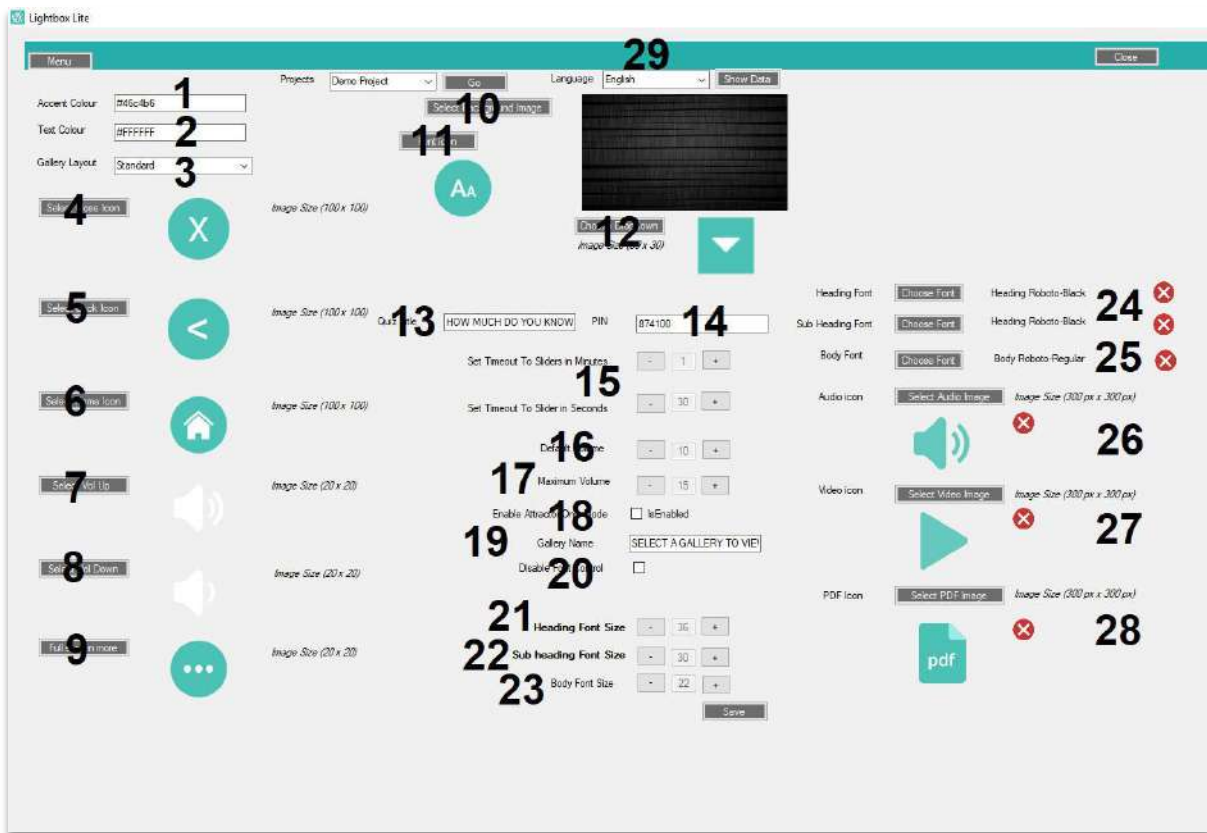 Lightbox Lite
Menu
29
Close
Projects
Demo Project
Go
Language
English
Show Data
Accent Colour
#46c4b6
1
10
Text Colour
#FFFFFF
2
11
Gallery Layout
Standard
3
AA
4
X
Image Size (100 x 100)
12
5
<
Image Size (100 x 100)
13
HOW MUCH DO YOU KNOW
PIN
874100
14
Set Timeout To Sliders in Minutes
-
1
+
15
Set Timeout To Slider in Seconds
-
30
+
6
Image Size (100 x 100)
16
-
10
+
7
Image Size (20 x 20)
17
Maximum Volume
-
15
+
18
IsEnabled
8
Image Size (20 x 20)
19
Gallery Name
SELECT A GALLERY TO VIE
20
9
Image Size (20 x 20)
21
Heading Font Size
-
36
+
22
Sub heading Font Size
-
30
+
23
Body Font Size
-
22
+
Save
Heading Font
Choose Font
Heading Roboto-Black
24
Sub Heading Font
Choose Font
Heading Roboto-Black
Body Font
Choose Font
Body Roboto-Regular
25
Audio icon
Select Audio Image
Image Size (300 px x 300 px)
26
Video icon
Select Video Image
Image Size (300 px x 300 px)
27
PDF Icon
Select PDF Image
Image Size (300 px x 300 px)
28
pdf